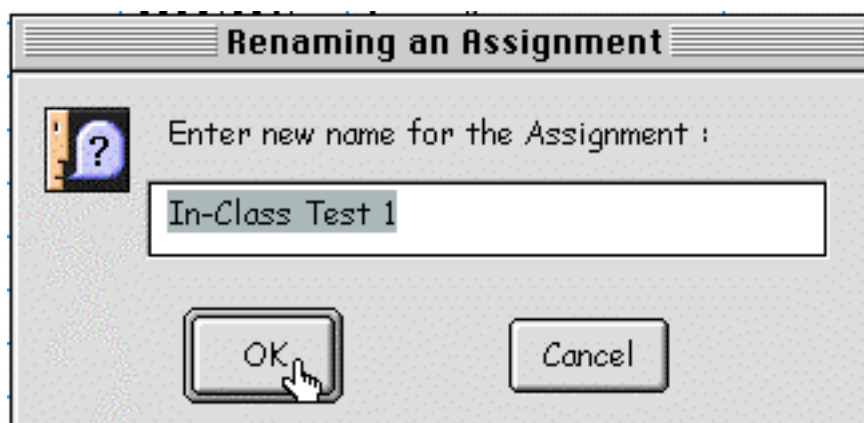 Renaming an Assignment
?
Enter new name for the Assignment :
In-Class Test 1
OK
Cancel